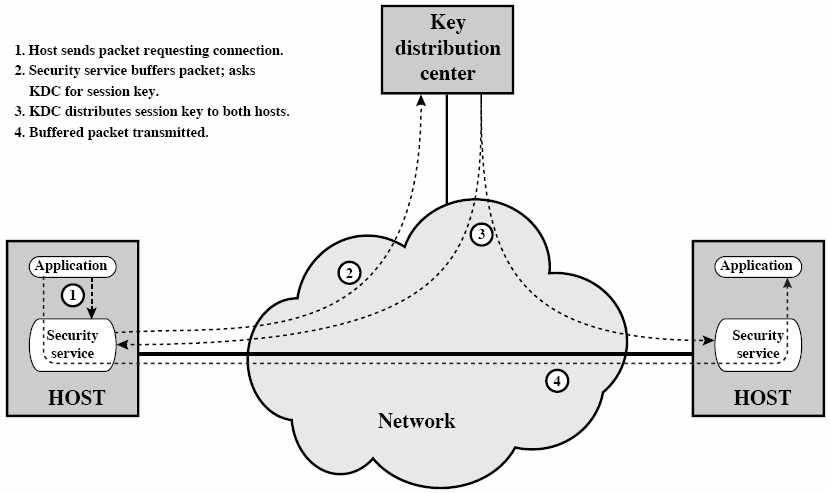 Key
distribution
center
1. Host sends packet requesting connection.
2. Security service buffers packet; asks
KDC for session key.
3. KDC distributes session key to both hosts.
4. Buffered packet transmitted.
3
2
Application
1
Security
service
HOST
Application
Security
service
HOST
4
Network